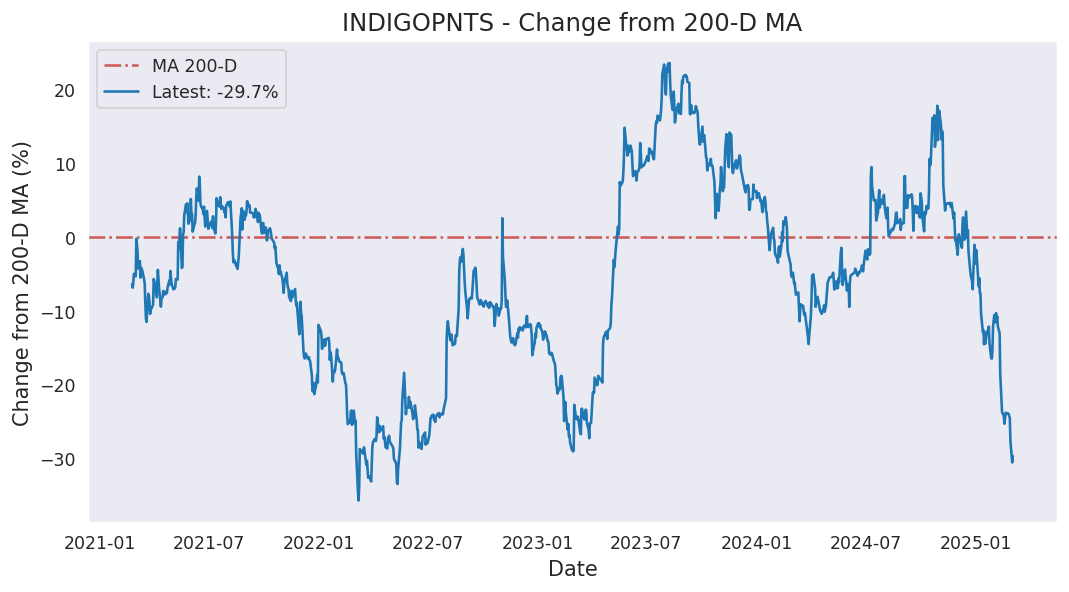 INDIGOPNTS - Change from 200-D MA
MA 200-D
Latest: -29.7%
Change from 200-D MA (%)
20
10
0
−10
−20
−30
2021-01 2021-07 2022-01 2022-07 2023-01 2023-07 2024-01 2024-07 2025-01
Date